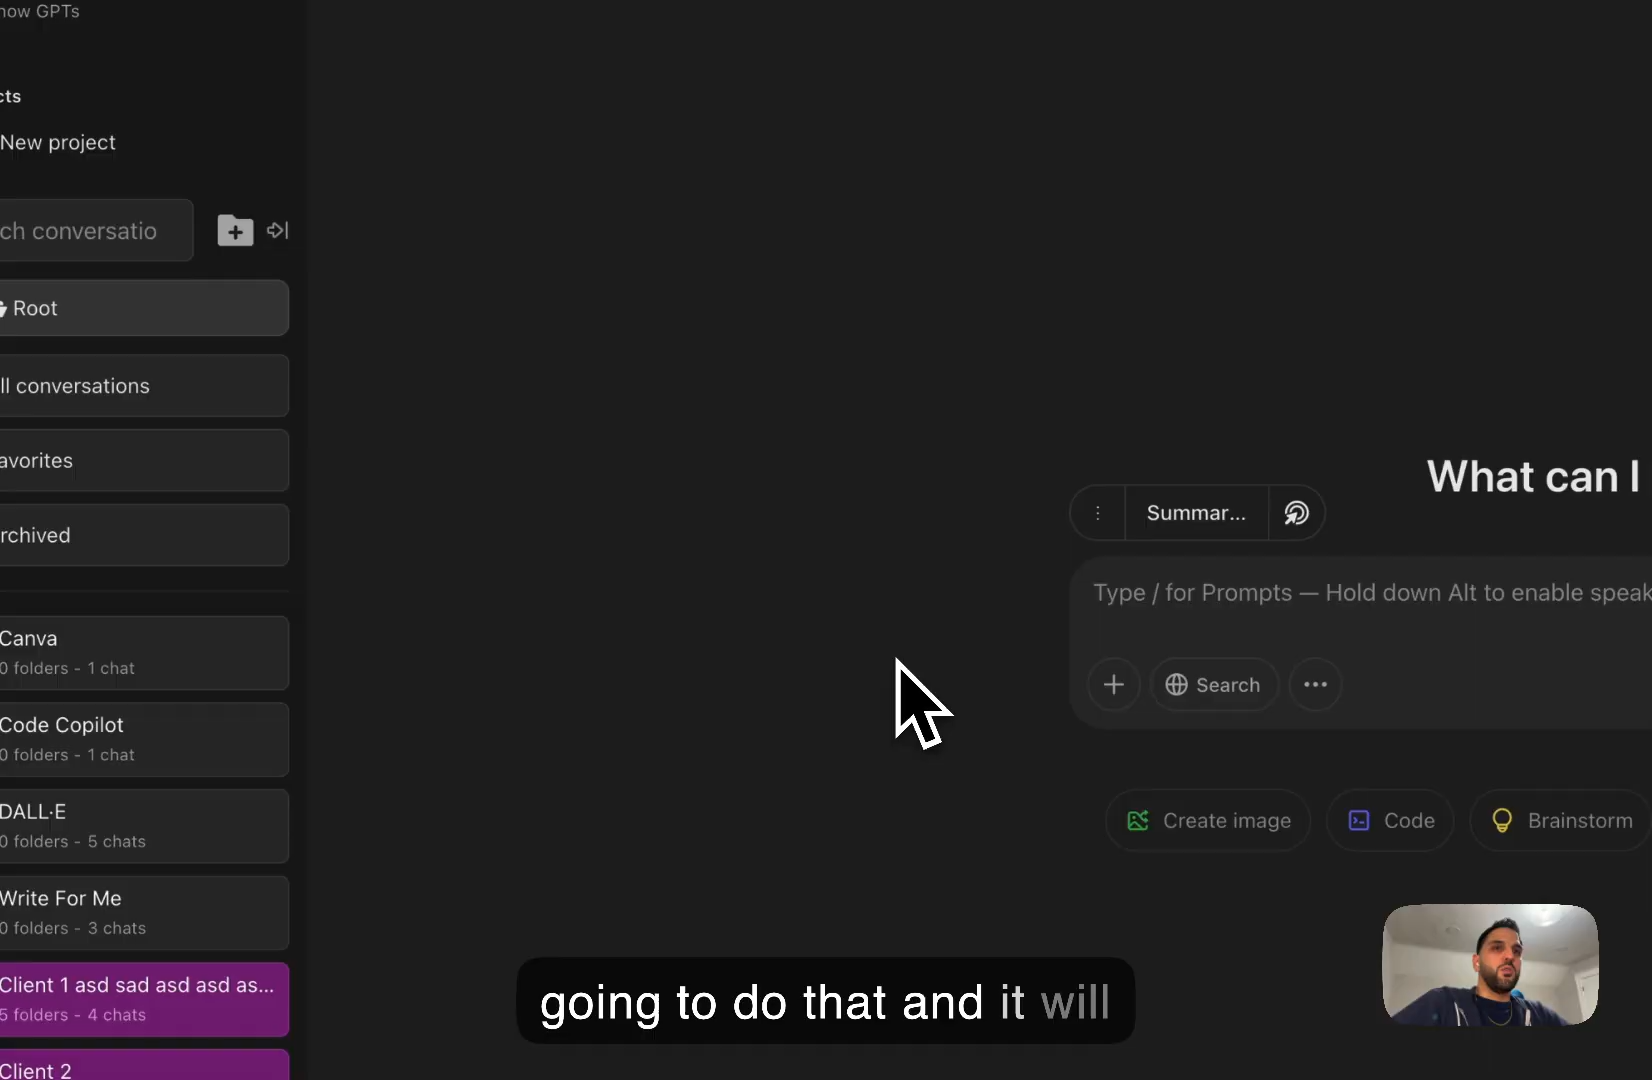 now GPTs
cts
New project
ch conversatio
Root
ll conversations
avorites
rchived
Canva
0 folders - 1 chat
Code Copilot
0 folders - 1 chat
DALL·E
0 folders - 5 chats
Write For Me
0 folders - 3 chats
Client 1 asd sad asd asd as...
5 folders - 4 chats
Client 2
What can I
Summar...
Type / for Prompts — Hold down Alt to enable speak
Search
Create image
Code
Brainstorm
going to do that and it will